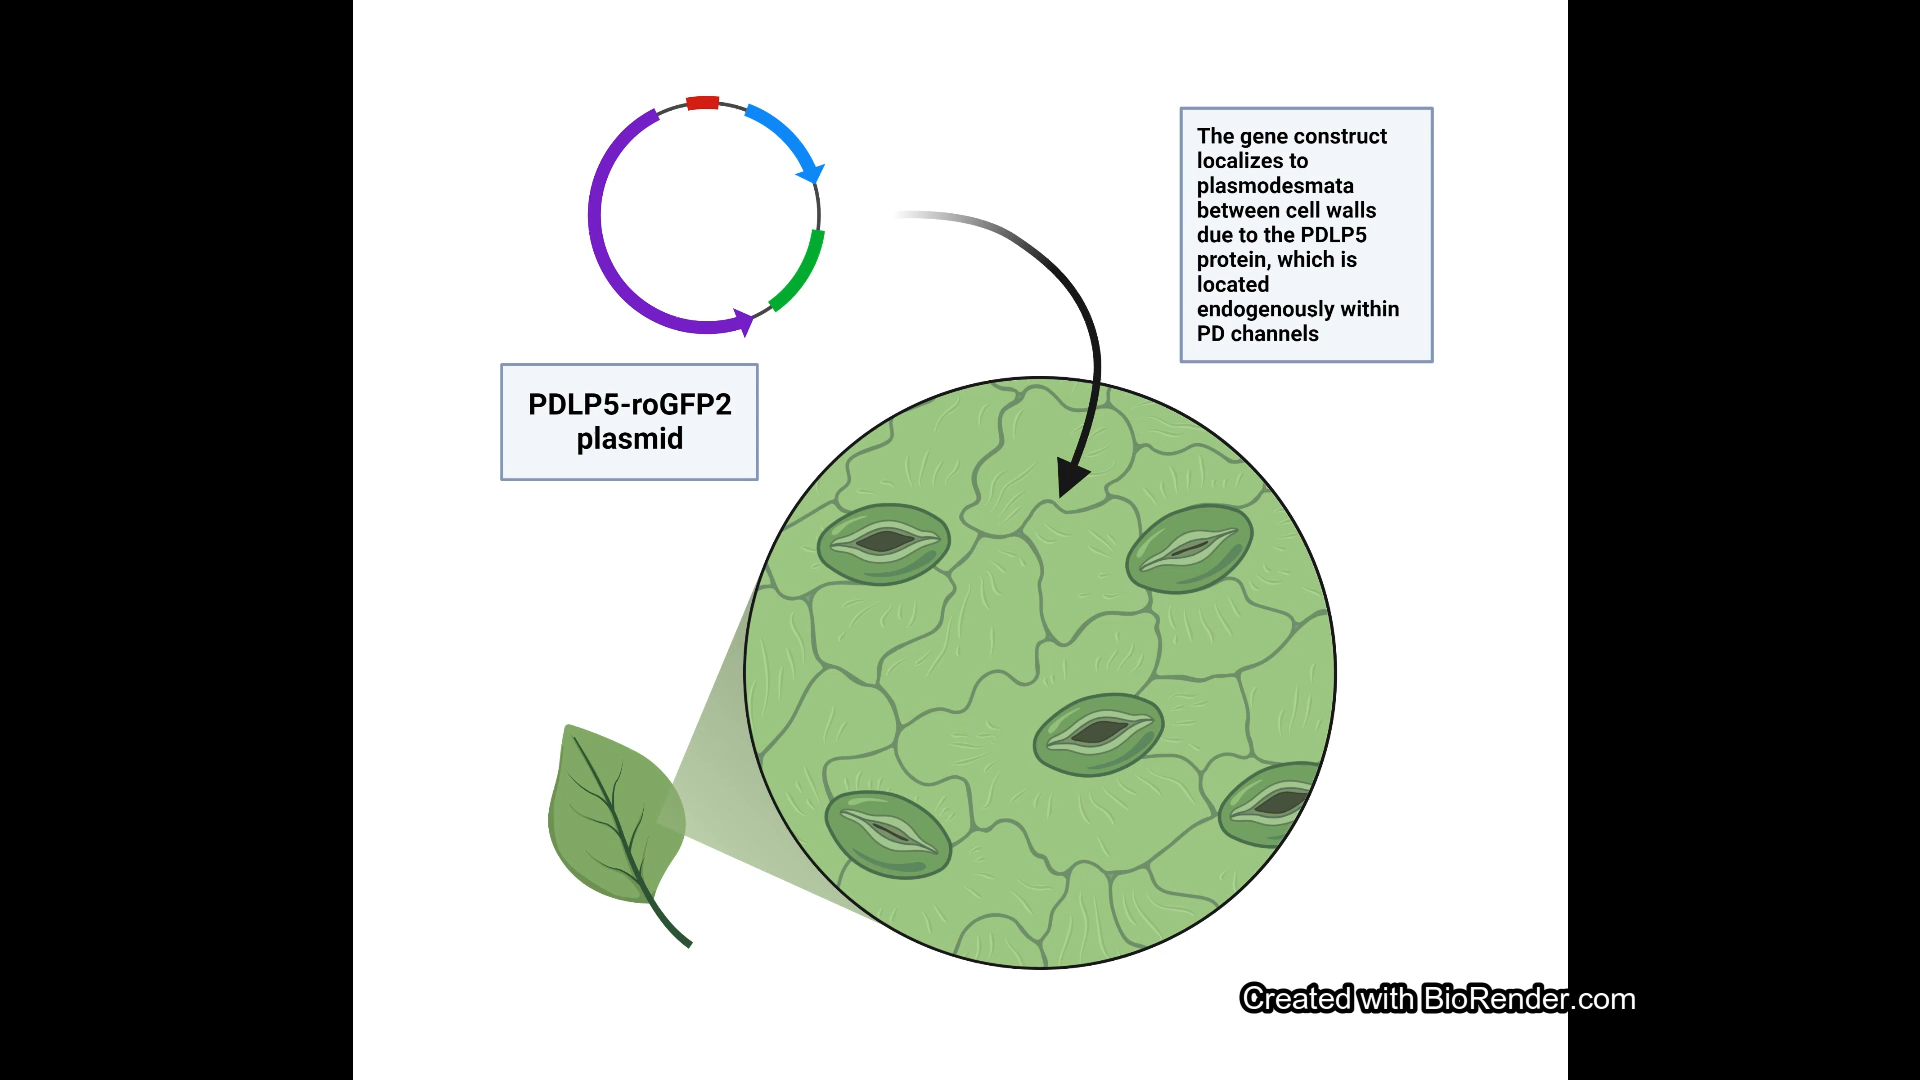 The gene construct
localizes to
plasmodesmata
between cell walls
due to the PDLP5
protein, which is
located
endogenously within
PD channels
PDLP5-roGFP2
plasmid
Created with BioRender.com